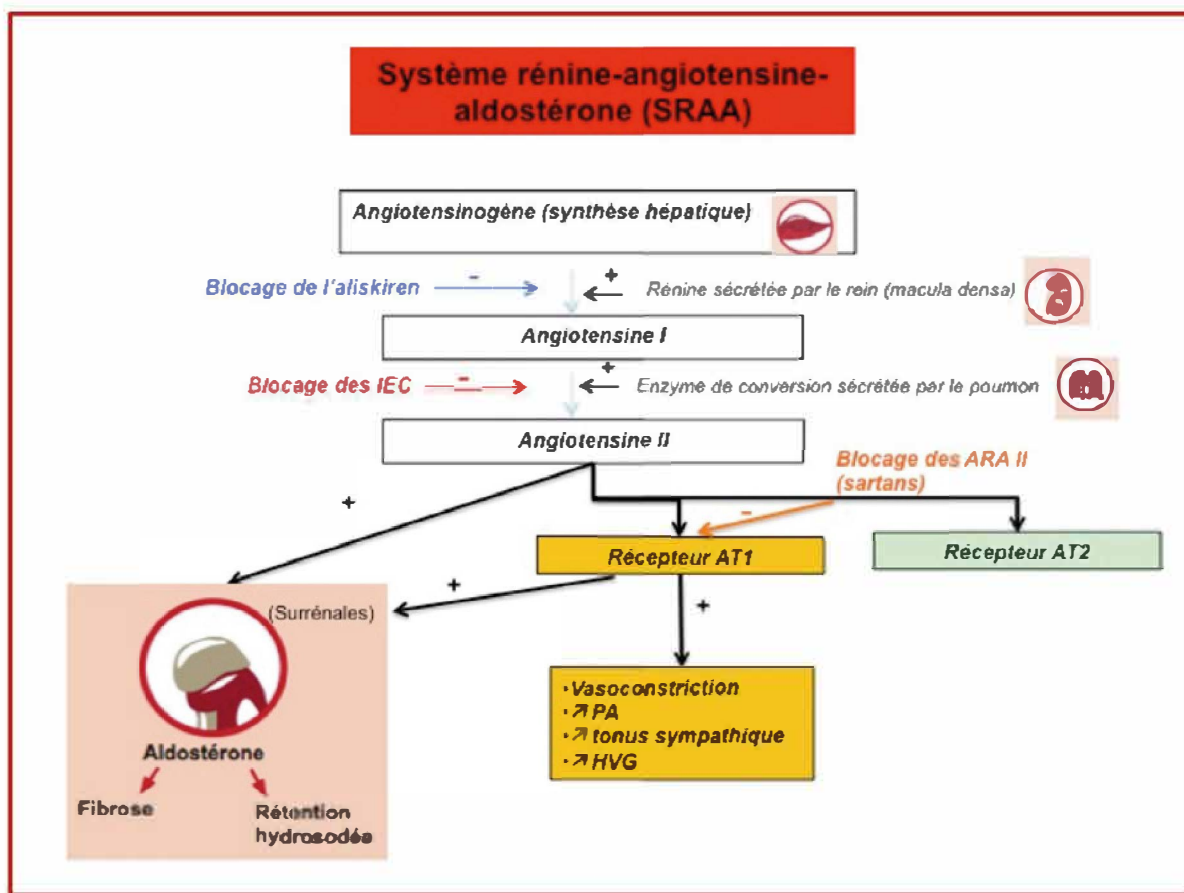 Système rénine-angiotensine-
aldostérone (SRAA)
Angiotensinogène (synthèse hépatique)
Blocage de l'aliskiren
-
+
Rénine sécrétée par le rein (macula densa)
Angiotensine I
Blocage des IEC
-
+
Enzyme de conversion sécrétée par le poumon
Angiotensine II
Blocage des ARA II
(sartans)
+
-
Récepteur AT1
Récepteur AT2
+
+
(Surrénales)
Aldostérone
Fibrose
Rétention
hydrosodée
· Vasoconstriction
· ↗ PA
· ↗ tonus sympathique
· ↗ HVG